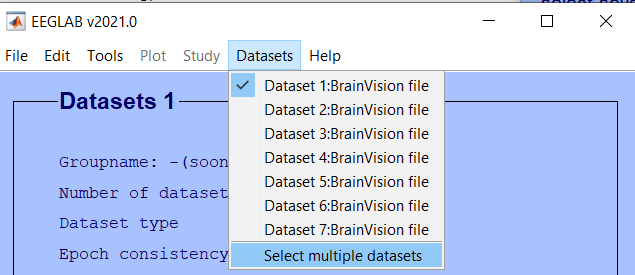 EEGLAB v2021.0
File Edit Tools Plot Study Datasets Help
Datasets 1
Dataset 1:BrainVision file
Dataset 2:BrainVision file
Dataset 3:BrainVision file
Dataset 4:BrainVision file
Dataset 5:BrainVision file
Dataset 6:BrainVision file
Dataset 7:BrainVision file
Select multiple datasets
Groupname: -(soon
Number of dataset
Dataset type
Epoch consistency